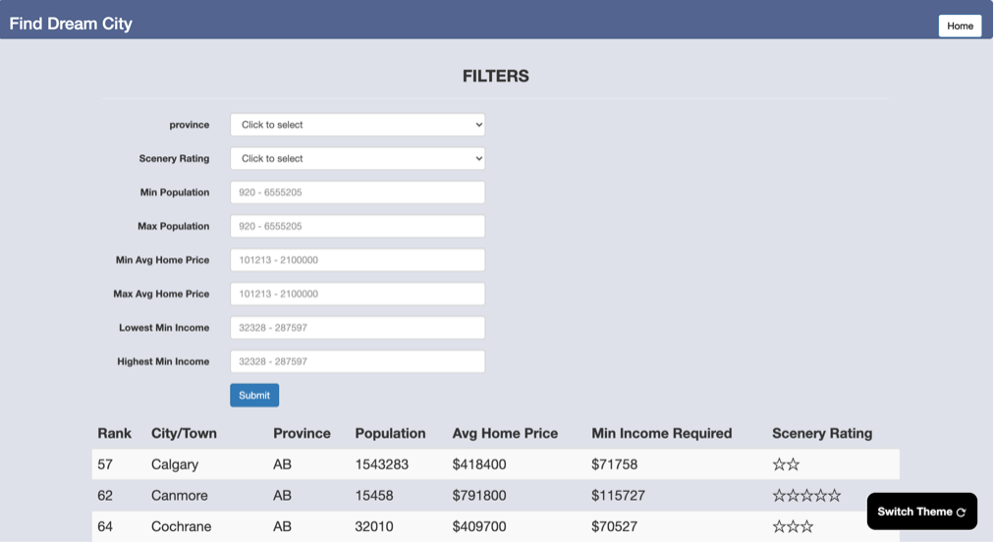 Find Dream City
Home
FILTERS
province Click to select
Scenery Rating Click to select
Min Population 920 - 6555205
Max Population 920 - 6555205
Min Avg Home Price 101213 - 2100000
Max Avg Home Price 101213 - 2100000
Lowest Min Income 32328 - 287597
Highest Min Income 32328 - 287597
Submit
Rank City/Town Province Population Avg Home Price Min Income Required Scenery Rating
57 Calgary AB 1543283 $418400 $71758 ☆☆
62 Canmore AB 15458 $791800 $115727 ☆☆☆☆☆
64 Cochrane AB 32010 $409700 $70527 ☆☆☆
Switch Theme